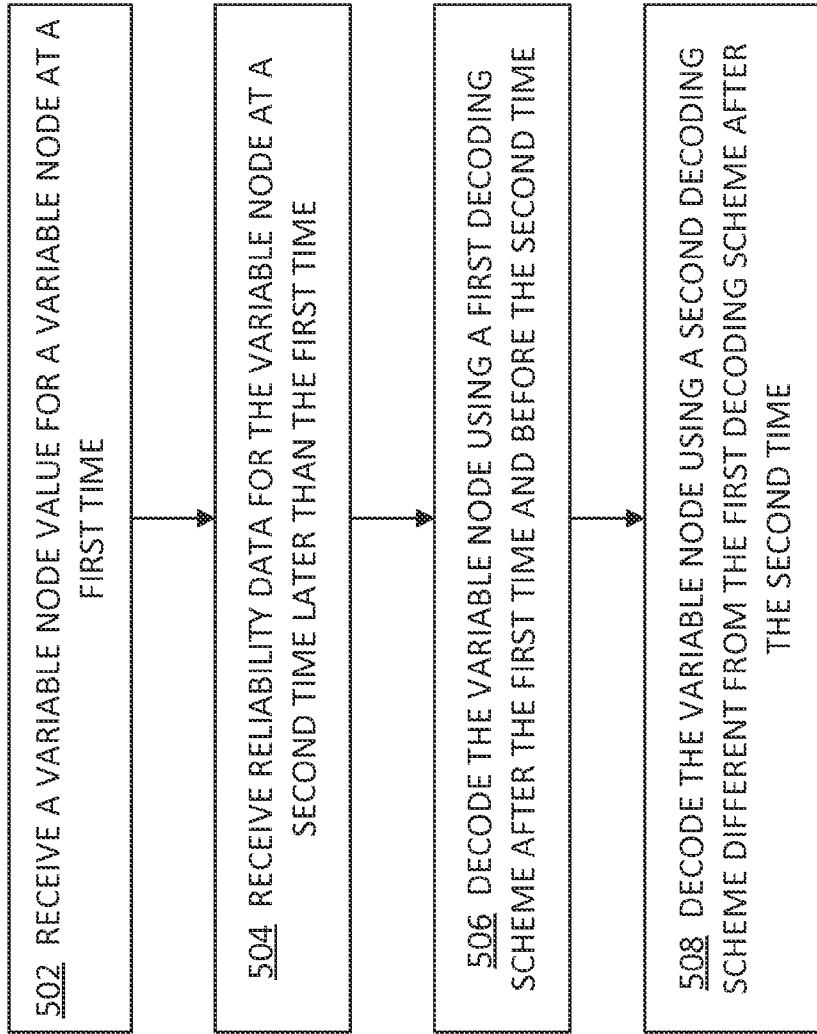 502 RECEIVE A VARIABLE NODE VALUE FOR A VARIABLE NODE AT A
FIRST TIME
504 RECEIVE RELIABILITY DATA FOR THE VARIABLE NODE AT A
SECOND TIME LATER THAN THE FIRST TIME
506 DECODE THE VARIABLE NODE USING A FIRST DECODING
SCHEME AFTER THE FIRST TIME AND BEFORE THE SECOND TIME
508 DECODE THE VARIABLE NODE USING A SECOND DECODING
SCHEME DIFFERENT FROM THE FIRST DECODING SCHEME AFTER
THE SECOND TIME